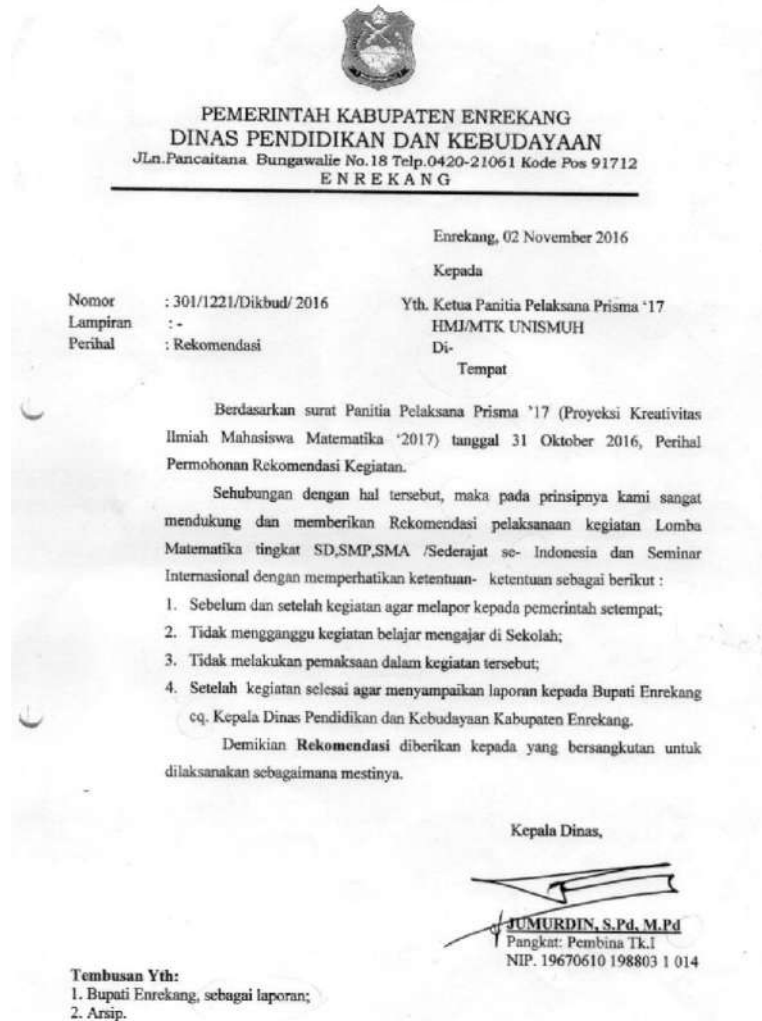 PEMERINTAH KABUPATEN ENREKANG
DINAS PENDIDIKAN DAN KEBUDAYAAN
JLn.Pancaitana Bungawalie No.18 Telp.0420-21061 Kode Pos 91712
ENREKANG
Enrekang, 02 November 2016
Kepada
Nomor : 301/1221/Dikbud/ 2016
Lampiran : -
Perihal : Rekomendasi
Yth. Ketua Panitia Pelaksana Prisma '17
HMJ/MTK UNISMUH
Di-
Tempat
Berdasarkan surat Panitia Pelaksana Prisma '17 (Proyeksi Kreativitas
Ilmiah Mahasiswa Matematika '2017) tanggal 31 Oktober 2016, Perihal
Permohonan Rekomendasi Kegiatan.
Sehubungan dengan hal tersebut, maka pada prinsipnya kami sangat
mendukung dan memberikan Rekomendasi pelaksanaan kegiatan Lomba
Matematika tingkat SD,SMP,SMA /Sederajat se- Indonesia dan Seminar
Internasional dengan memperhatikan ketentuan- ketentuan sebagai berikut :
1. Sebelum dan setelah kegiatan agar melapor kepada pemerintah setempat;
2. Tidak mengganggu kegiatan belajar mengajar di Sekolah;
3. Tidak melakukan pemaksaan dalam kegiatan tersebut;
4. Setelah kegiatan selesai agar menyampaikan laporan kepada Bupati Enrekang
cq. Kepala Dinas Pendidikan dan Kebudayaan Kabupaten Enrekang.
Demikian Rekomendasi diberikan kepada yang bersangkutan untuk
dilaksanakan sebagaimana mestinya.
Kepala Dinas,
JUMURDIN, S.Pd, M.Pd
Pangkat: Pembina Tk.I
NIP. 19670610 198803 1 014
Tembusan Yth:
1. Bupati Enrekang, sebagai laporan;
2. Arsip.